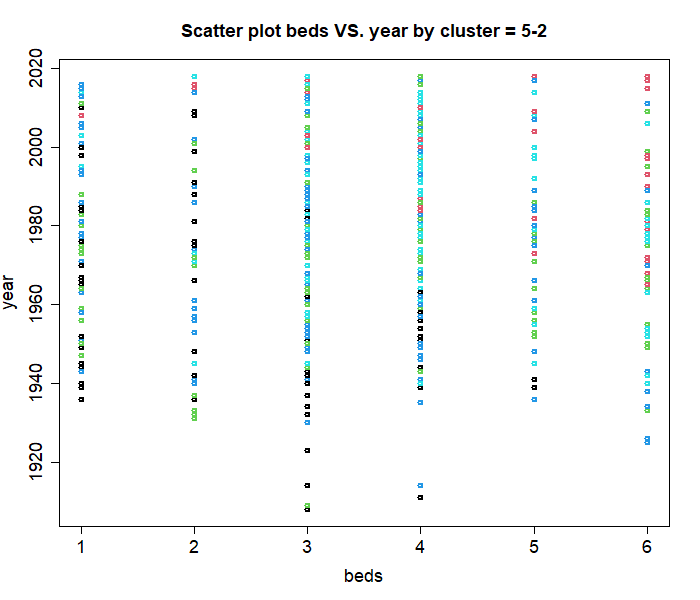 Scatter plot beds VS. year by cluster = 5-2
2020
2000
1980
1960
1940
1920
year
1 2 3 4 5 6
beds